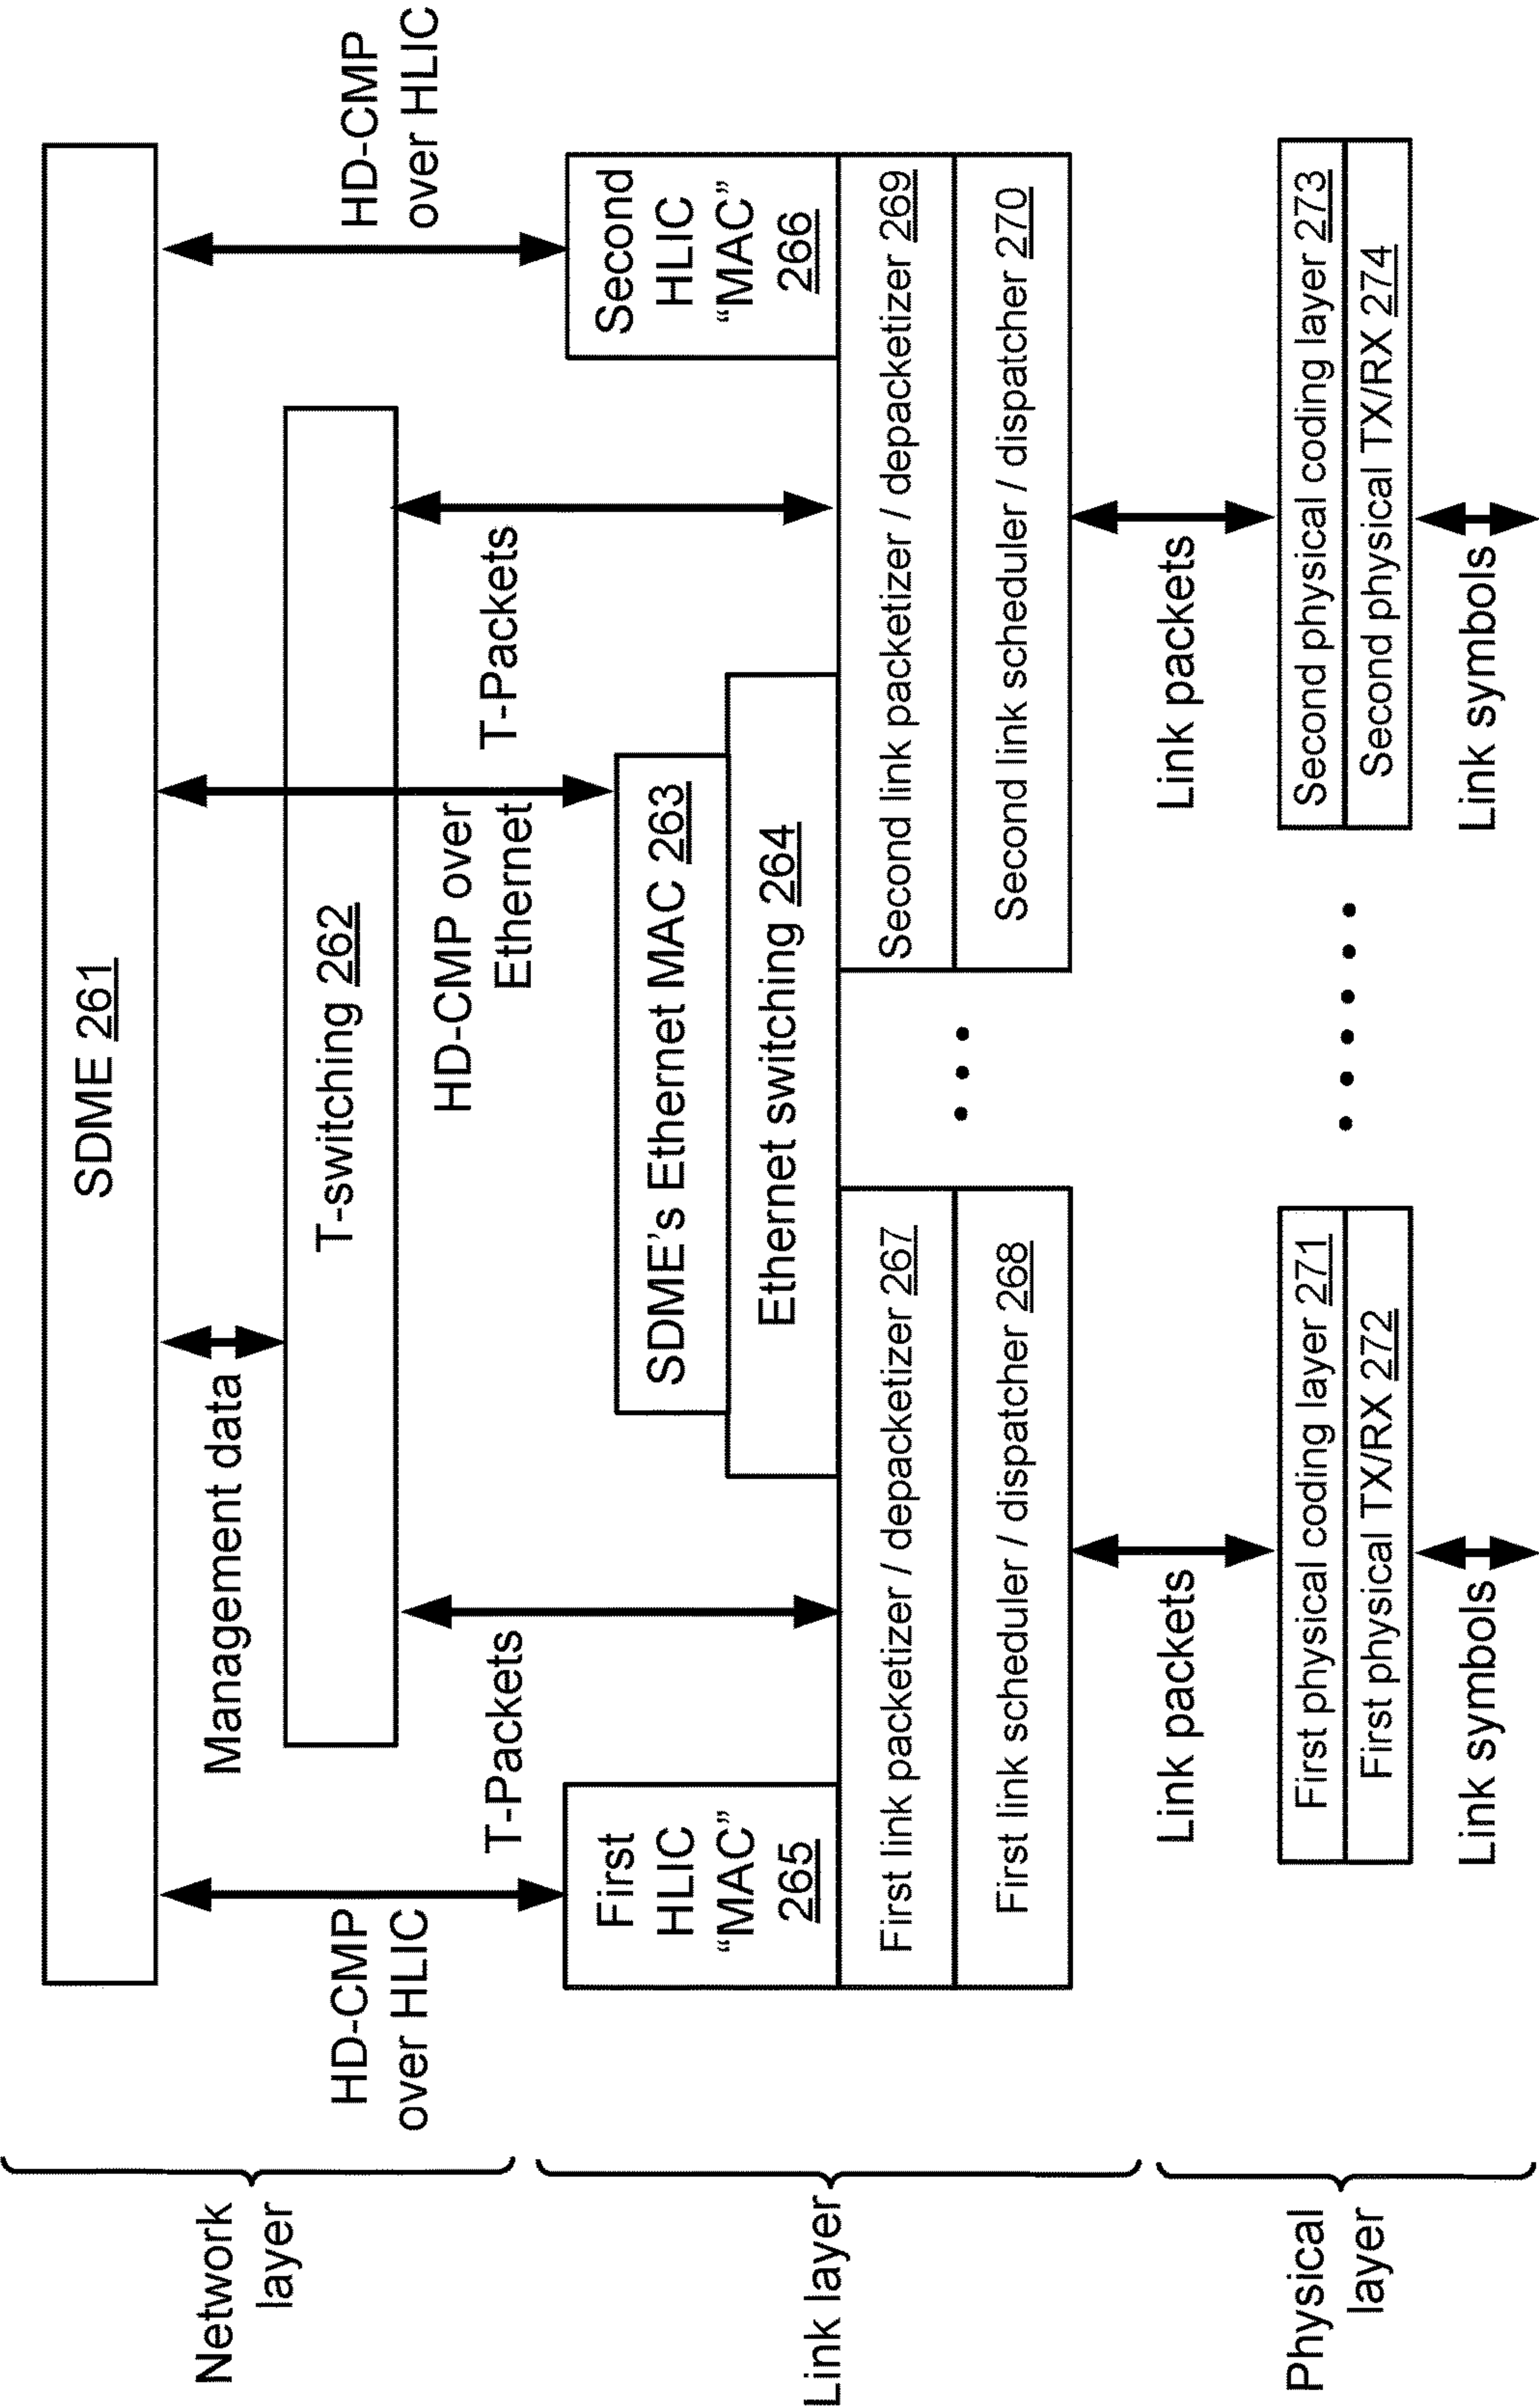 SDME 261
Network
layer
Management data
T-switching 262
HD-CMP
over HLIC
HD-CMP over
Ethernet
HD-CMP
over HLIC
T-Packets
T-Packets
Link layer
First
HLIC
“MAC”
265
SDME’s Ethernet MAC 263
Ethernet switching 264
Second
HLIC
“MAC”
266
First link packetizer / depacketizer 267
Second link packetizer / depacketizer 269
First link scheduler / dispatcher 268
Second link scheduler / dispatcher 270
Link packets
Link packets
Physical
layer
First physical coding layer 271
Second physical coding layer 273
First physical TX/RX 272
Second physical TX/RX 274
Link symbols
Link symbols